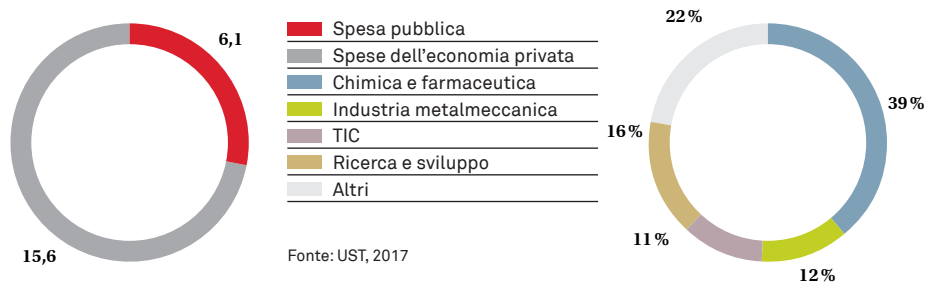 6,1
15,6
Spesa pubblica
Spese dell’economia privata
Chimica e farmaceutica
Industria metalmeccanica
TIC
Ricerca e sviluppo
Altri
Fonte: UST, 2017
22 %
39 %
16 %
11 %
12 %